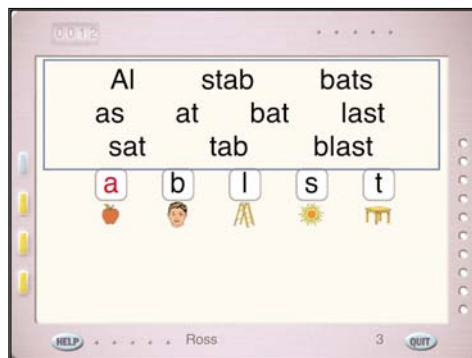 0012
Al stab bats
as at bat last
sat tab blast
a b l s t
HELP Ross 3 QUIT